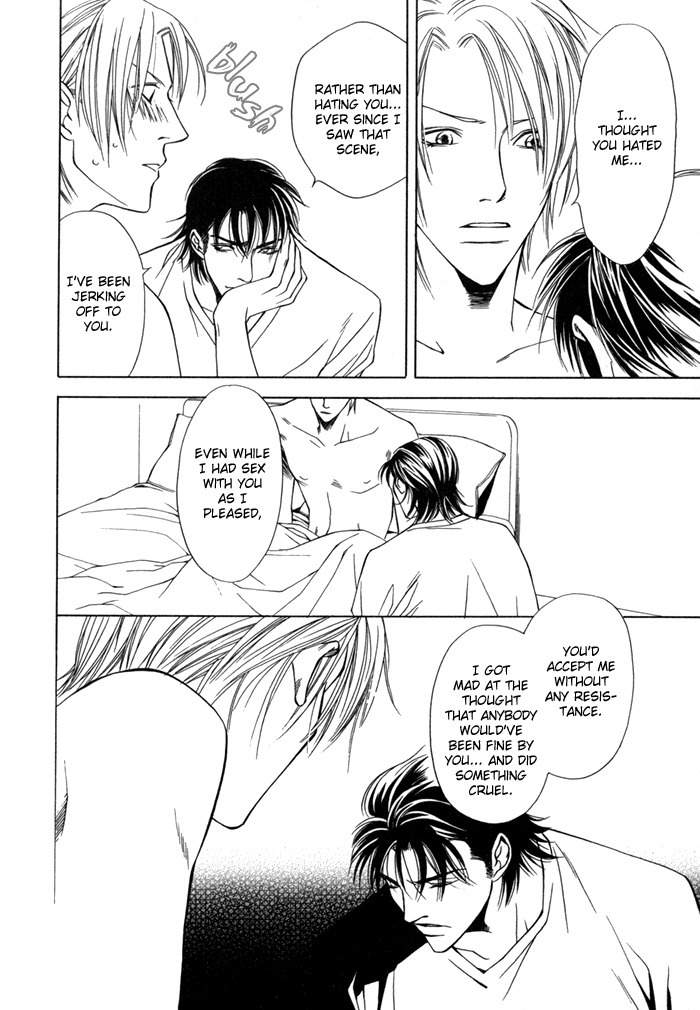 I...
THOUGHT
YOU HATED
ME...
RATHER THAN
HATING YOU...
EVER SINCE I
SAW THAT
SCENE,
blush
I'VE BEEN
JERKING
OFF TO
YOU.
EVEN WHILE
I HAD SEX
WITH YOU
AS I
PLEASED,
YOU'D
ACCEPT ME
WITHOUT
ANY RESIS-
TANCE.
I GOT
MAD AT THE
THOUGHT
THAT ANYBODY
WOULD'VE
BEEN FINE BY
YOU... AND DID
SOMETHING
CRUEL.